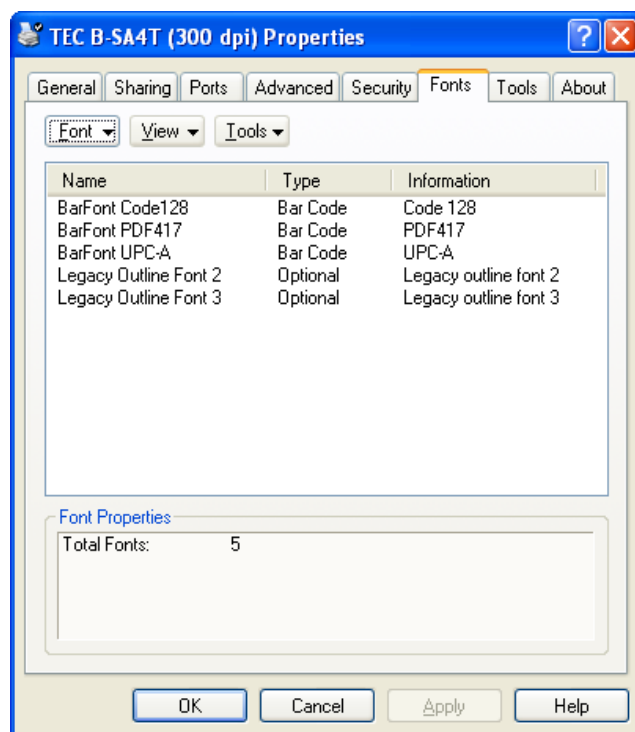 TEC B-SA4T (300 dpi) Properties
General Sharing Ports Advanced Security Fonts Tools About
Font View Tools
Name Type Information
BarFont Code128 Bar Code Code 128
BarFont PDF417 Bar Code PDF417
BarFont UPC-A Bar Code UPC-A
Legacy Outline Font 2 Optional Legacy outline font 2
Legacy Outline Font 3 Optional Legacy outline font 3
Font Properties
Total Fonts: 5
OK Cancel Apply Help